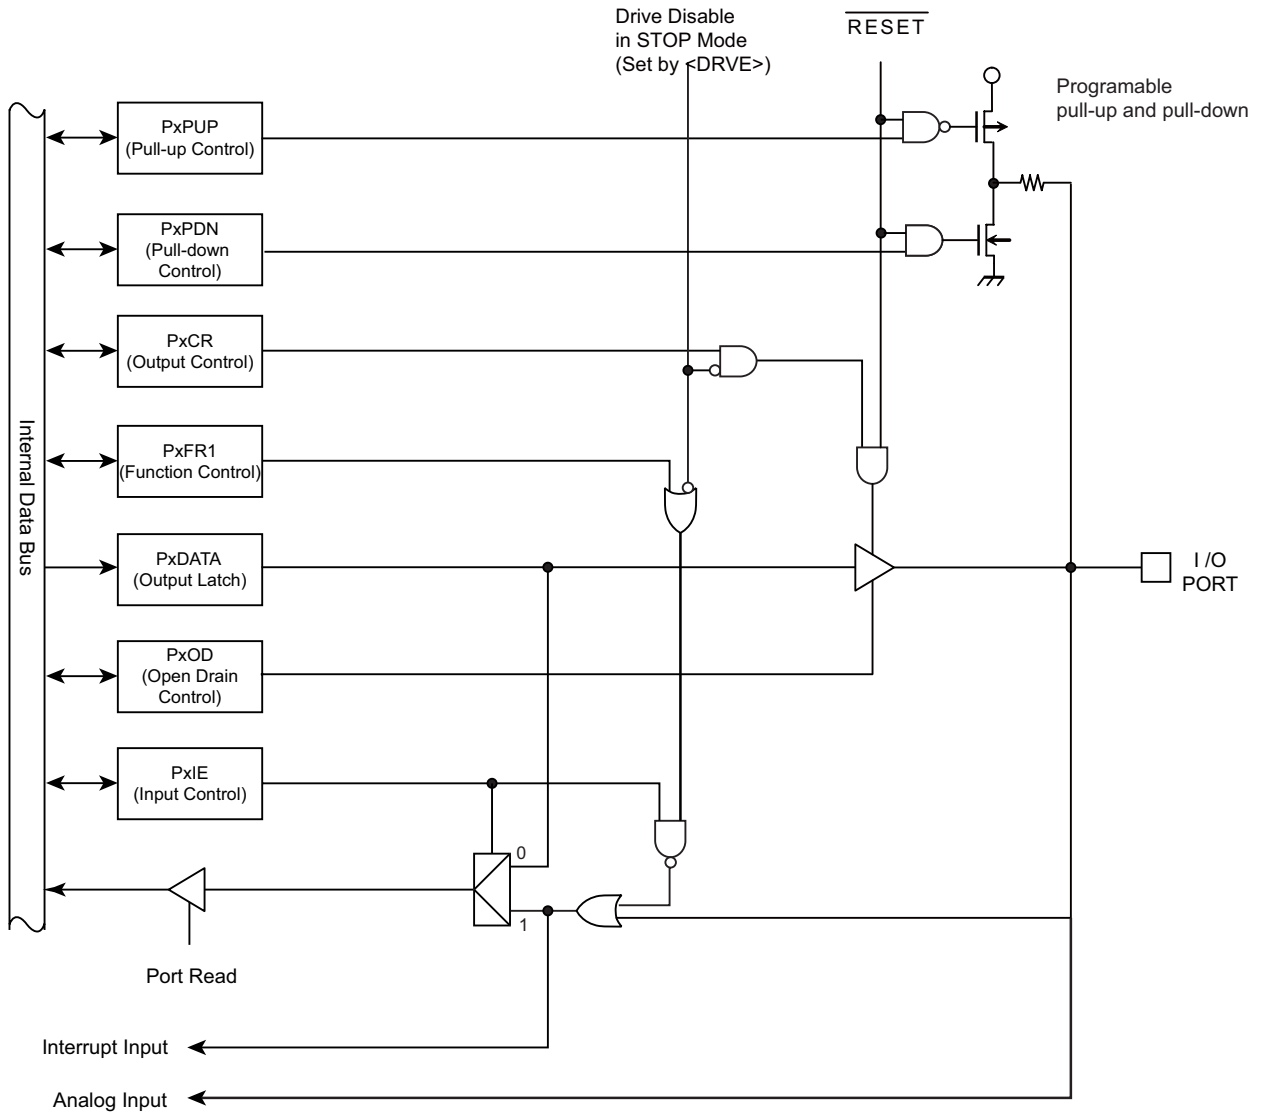 Drive Disable
in STOP Mode
(Set by <DRVE>)
RESET
Programable
pull-up and pull-down
PxPUP
(Pull-up Control)
PxPDN
(Pull-down
Control)
PxCR
(Output Control)
PxFR1
(Function Control)
Internal Data Bus
PxDATA
(Output Latch)
I /O
PORT
PxOD
(Open Drain
Control)
PxIE
(Input Control)
0
1
Port Read
Interrupt Input
Analog Input